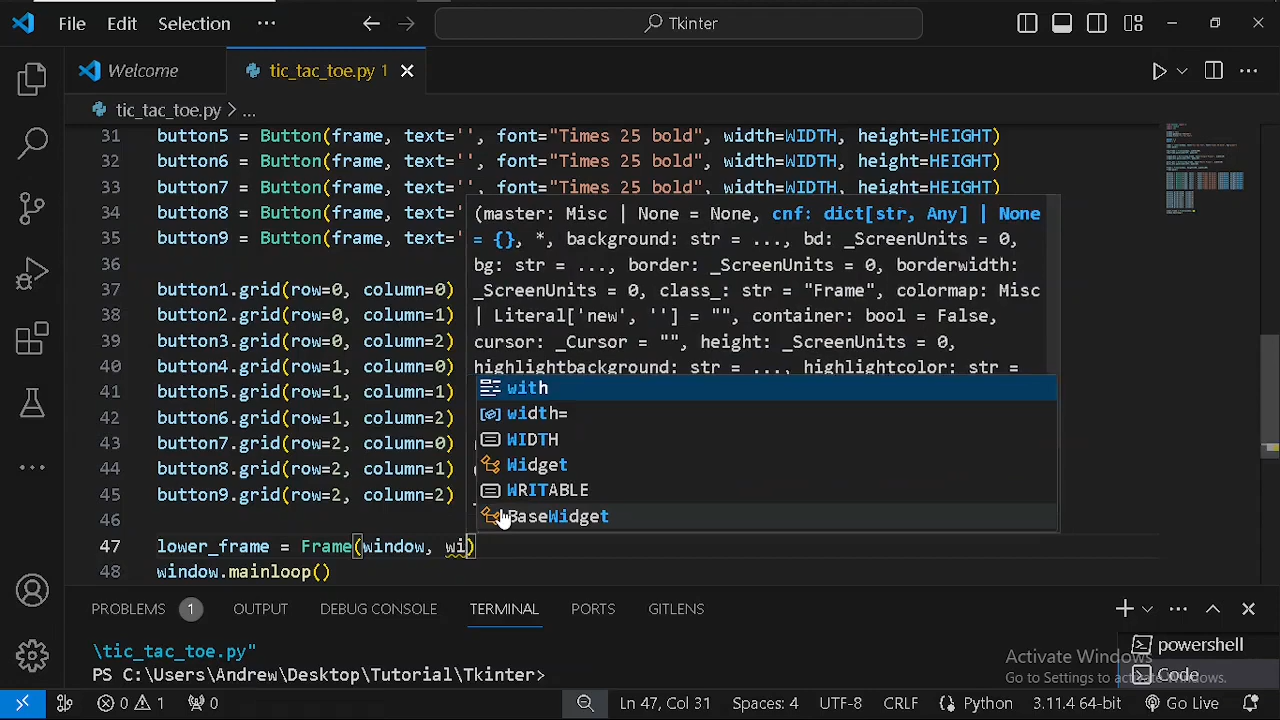 File Edit Selection ··· Tkinter
Welcome tic_tac_toe.py 1
tic_tac_toe.py > ...
31 button5 = Button(frame, text='', font="Times 25 bold", width=WIDTH, height=HEIGHT)
32 button6 = Button(frame, text='', font="Times 25 bold", width=WIDTH, height=HEIGHT)
33 button7 = Button(frame, text='', font="Times 25 bold", width=WIDTH, height=HEIGHT)
34 button8 = Button(frame, text='
35 button9 = Button(frame, text='
36
37 button1.grid(row=0, column=0)
38 button2.grid(row=0, column=1)
39 button3.grid(row=0, column=2)
40 button4.grid(row=1, column=0)
41 button5.grid(row=1, column=1)
42 button6.grid(row=1, column=2)
43 button7.grid(row=2, column=0)
44 button8.grid(row=2, column=1)
45 button9.grid(row=2, column=2)
46
47 lower_frame = Frame(window, wi)
48 window.mainloop()
(master: Misc | None = None, cnf: dict[str, Any] | None
= {}, *, background: str = ..., bd: _ScreenUnits = 0,
bg: str = ..., border: _ScreenUnits = 0, borderwidth:
_ScreenUnits = 0, class_: str = "Frame", colormap: Misc
| Literal['new', ''] = "", container: bool = False,
cursor: _Cursor = "", height: _ScreenUnits = 0,
highlightbackground: str = ..., highlightcolor: str =
with
width=
WIDTH
Widget
WRITABLE
BaseWidget
PROBLEMS 1 OUTPUT DEBUG CONSOLE TERMINAL PORTS GITLENS
\tic_tac_toe.py"
PS C:\Users\Andrew\Desktop\Tutorial\Tkinter>
powershell
Code
Activate Windows
Go to Settings to activate Windows.
0 1 0 Ln 47, Col 31 Spaces: 4 UTF-8 CRLF Python 3.11.4 64-bit Go Live